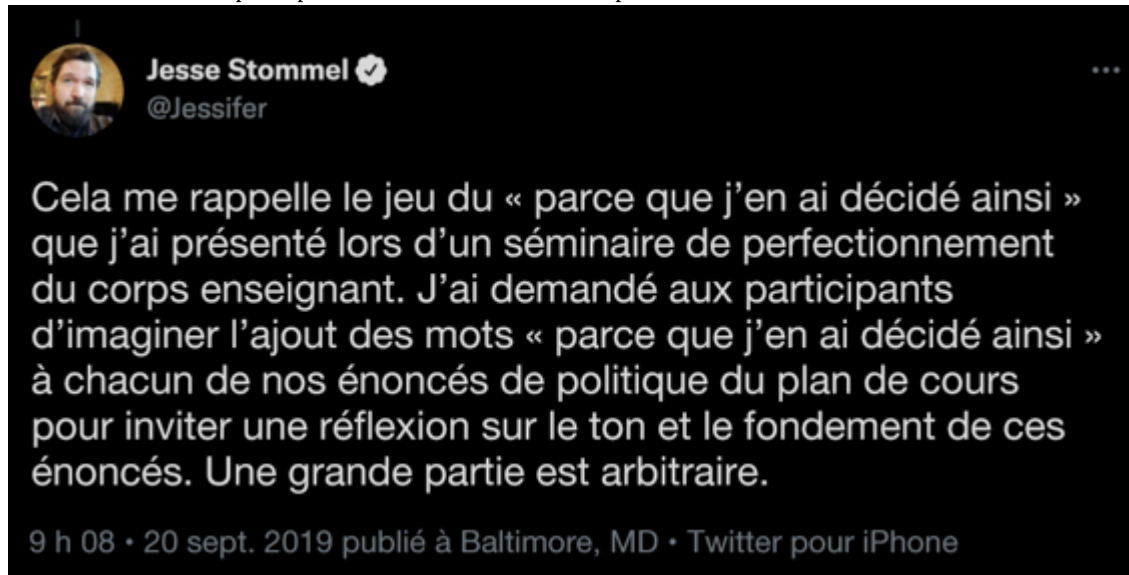 Jesse Stommel
@Jessifer
Cela me rappelle le jeu du « parce que j’en ai décidé ainsi »
que j’ai présenté lors d’un séminaire de perfectionnement
du corps enseignant. J’ai demandé aux participants
d’imaginer l’ajout des mots « parce que j’en ai décidé ainsi »
à chacun de nos énoncés de politique du plan de cours
pour inviter une réflexion sur le ton et le fondement de ces
énoncés. Une grande partie est arbitraire.
9 h 08 • 20 sept. 2019 publié à Baltimore, MD • Twitter pour iPhone